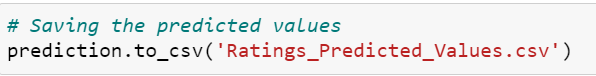 # Saving the predicted values
prediction.to_csv('Ratings_Predicted_Values.csv')